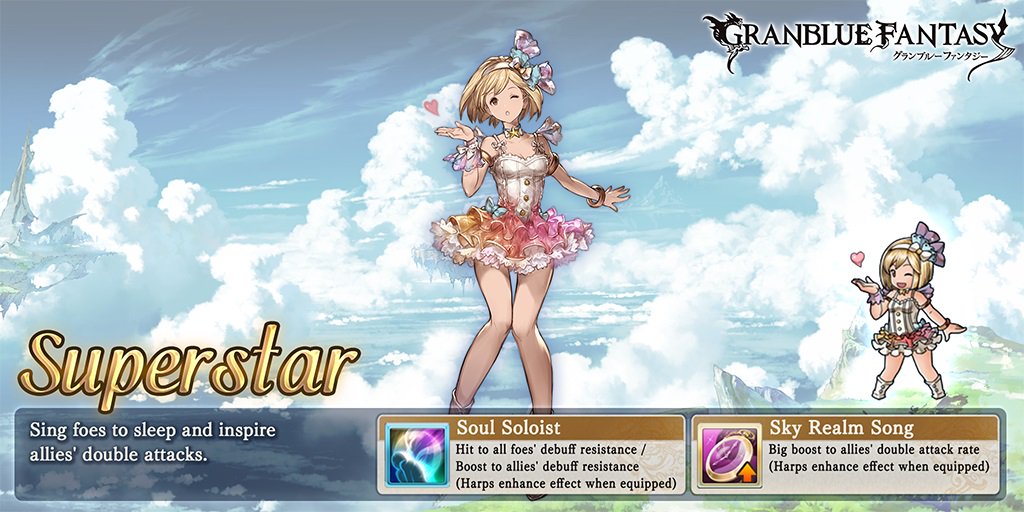 GRANBLUE FANTASY
グランブルーファンタジー
Superstar
Sing foes to sleep and inspire
allies' double attacks.
Soul Soloist
Hit to all foes' debuff resistance /
Boost to allies' debuff resistance
(Harps enhance effect when equipped)
Sky Realm Song
Big boost to allies' double attack rate
(Harps enhance effect when equipped)